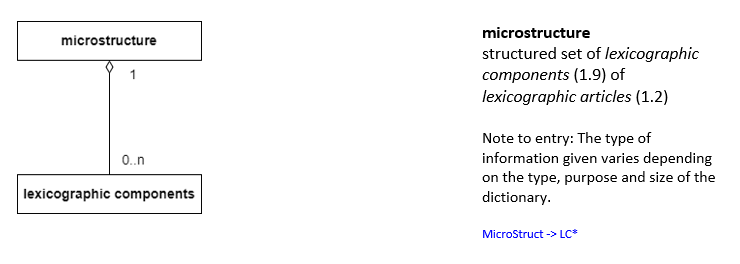 microstructure
1
0..n
lexicographic components
microstructure
structured set of lexicographic
components (1.9) of
lexicographic articles (1.2)
Note to entry: The type of
information given varies depending
on the type, purpose and size of the
dictionary.
MicroStruct -> LC*